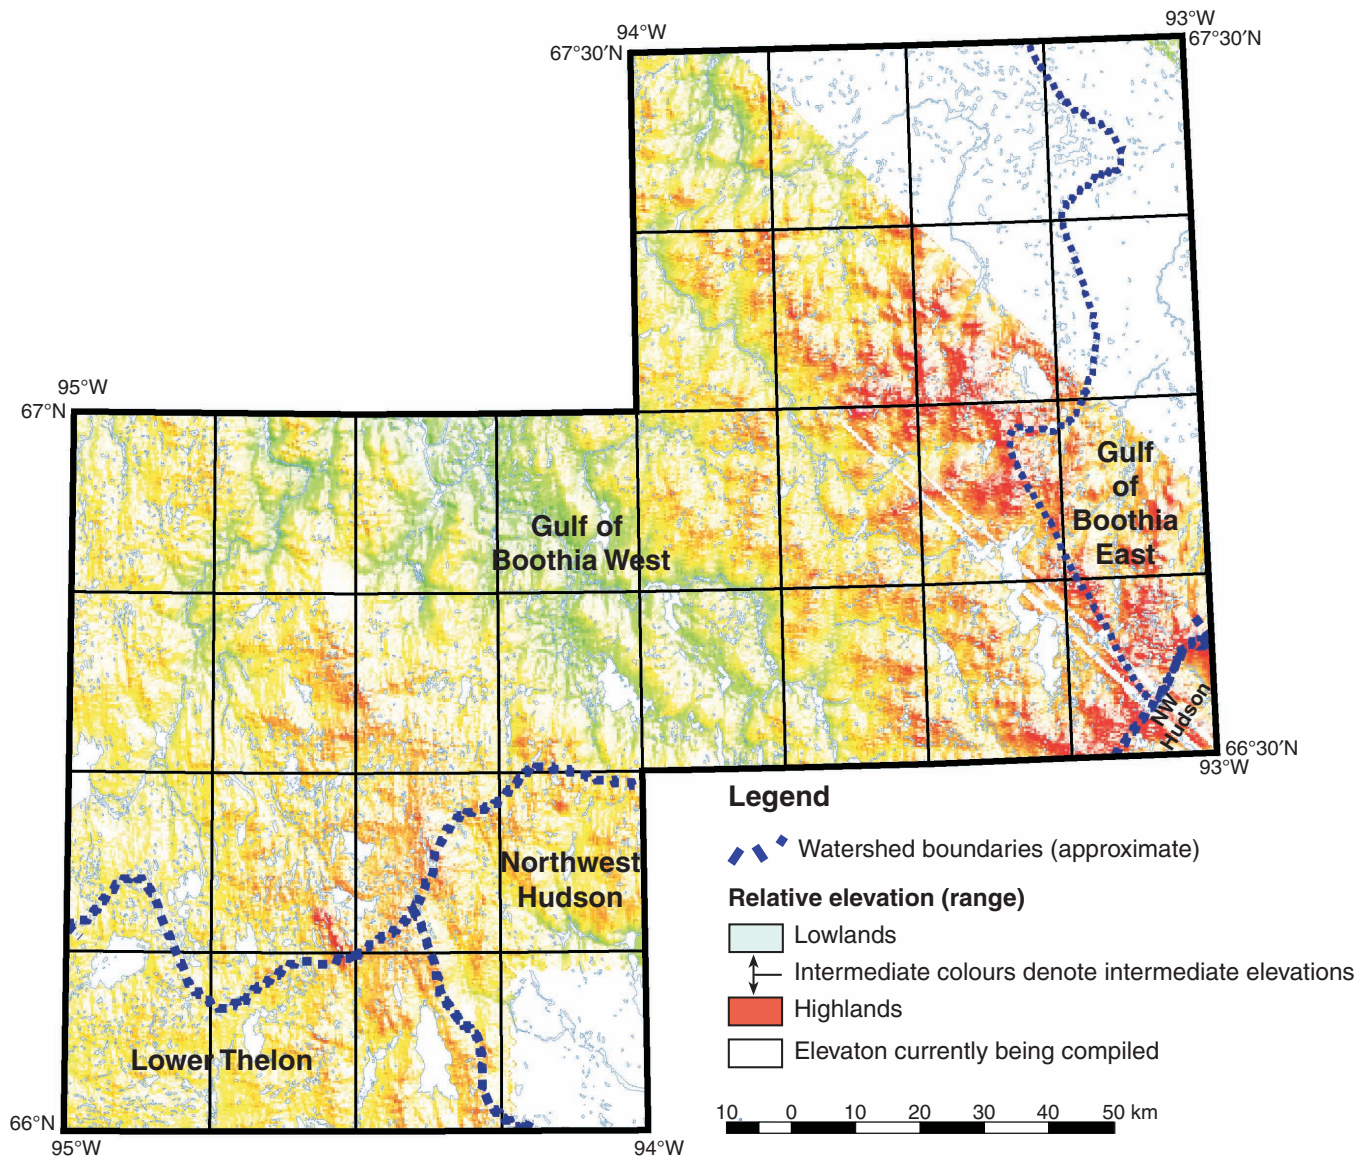 94°W
93°W
67°30′N
67°30′N
95°W
67°N
Gulf
of
Boothia
East
Gulf of
Boothia West
NW
Hudson
66°30′N
93°W
Northwest
Hudson
Lower Thelon
66°N
95°W
94°W
Legend
Watershed boundaries (approximate)
Relative elevation (range)
Lowlands
Intermediate colours denote intermediate elevations
Highlands
Elevaton currently being compiled
10 0 10 20 30 40 50 km